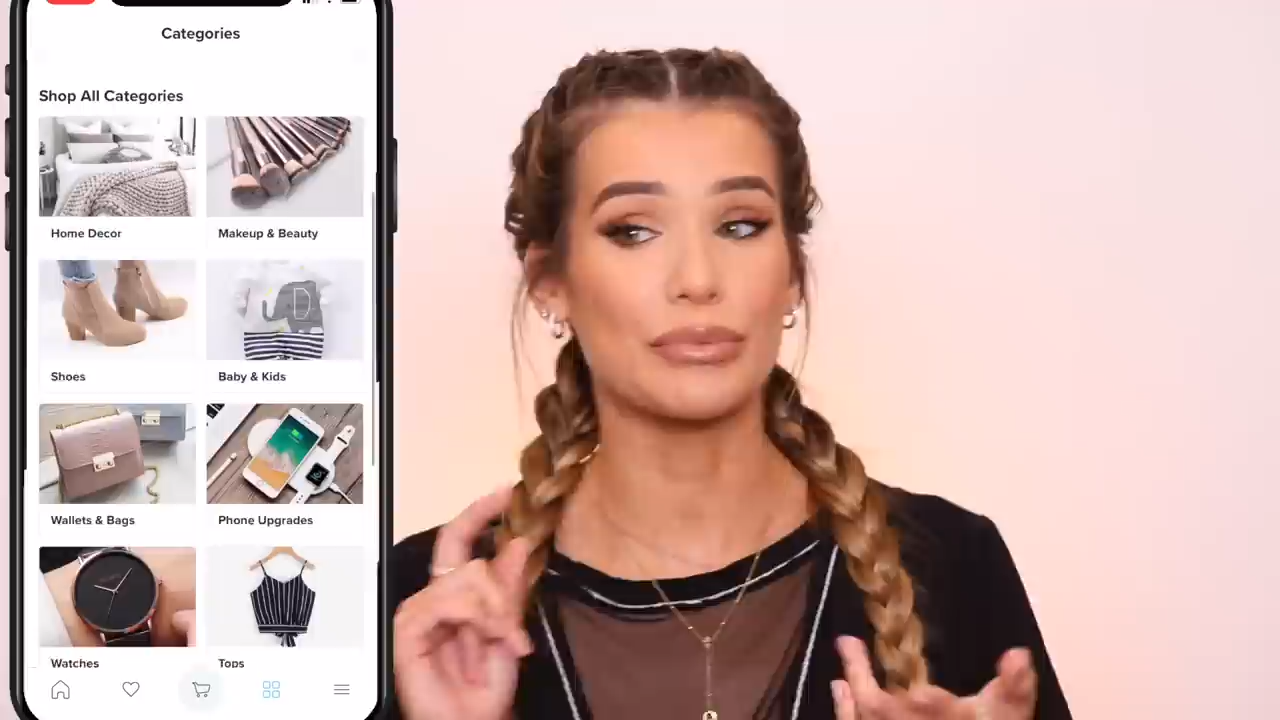 Categories
Shop All Categories
Home Decor
Makeup & Beauty
Shoes
Baby & Kids
Wallets & Bags
Phone Upgrades
Watches
Tops